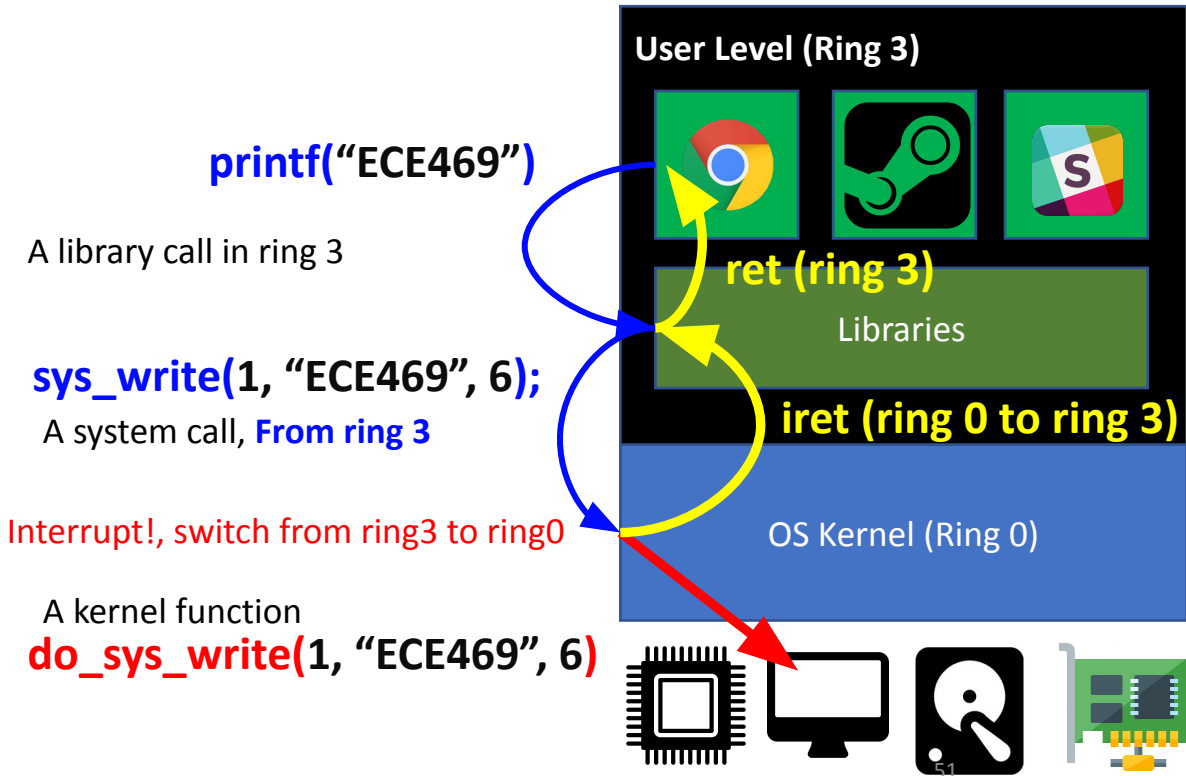 User Level (Ring 3)
printf(“ECE469”)
S
A library call in ring 3
ret (ring 3)
Libraries
sys_write(1, “ECE469”, 6);
A system call, From ring 3
iret (ring 0 to ring 3)
Interrupt!, switch from ring3 to ring0
OS Kernel (Ring 0)
A kernel function
do_sys_write(1, “ECE469”, 6)
51